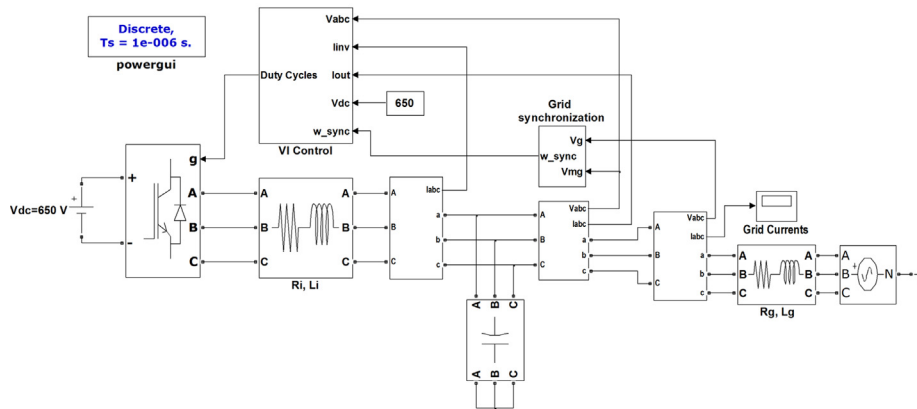 Discrete,
Ts = 1e-006 s.
powergui
Vabc
Iinv
Iout
Duty Cycles
Vdc
w_sync
VI Control
650
Grid
synchronization
Vg
w_sync
Vmg
Vdc=650 V
+
-
+
-
g
A
B
C
A
B
C
A
B
C
Ri, Li
A
B
C
Iabc
a
b
c
A
B
C
A
B
C
A
B
C
Vabc
Iabc
a
b
c
A
B
C
Vabc
Iabc
a
b
c
Grid Currents
A
B
C
A
B
C
Rg, Lg
A
B
C
+
N